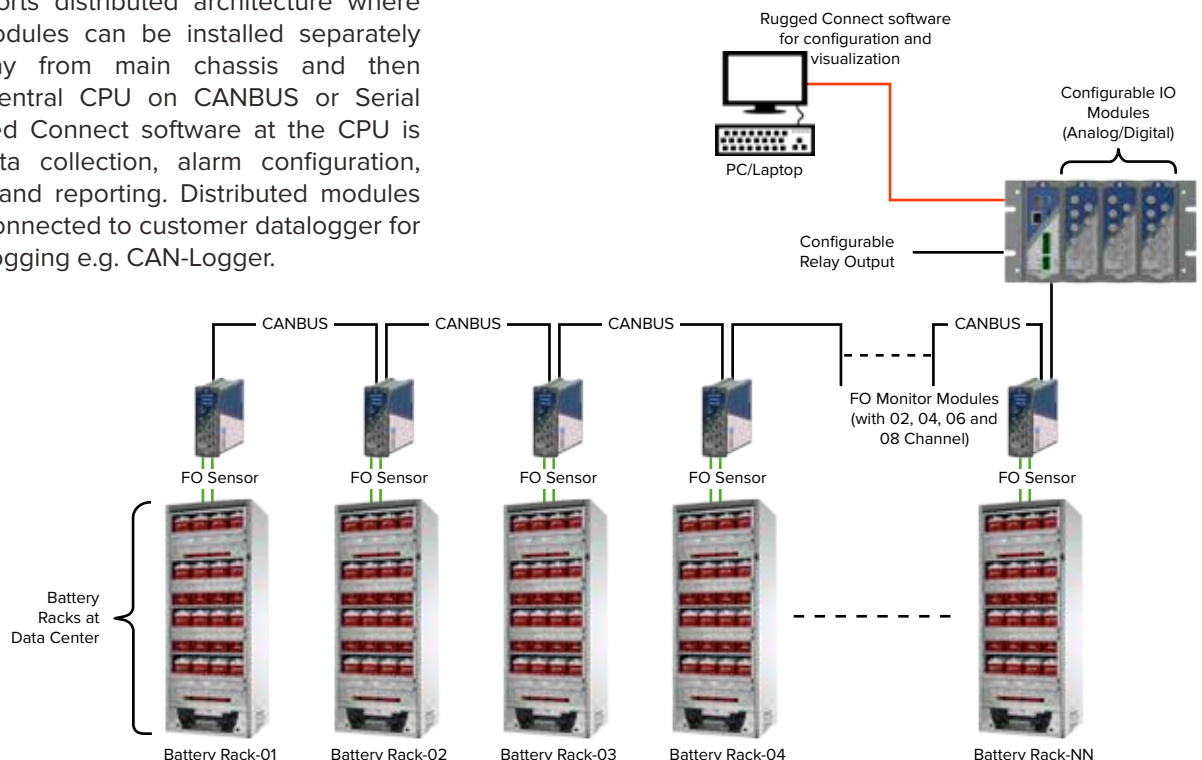 orts distributed architecture where
odules can be installed separately
ay from main chassis and then
entral CPU on CANBUS or Serial
ed Connect software at the CPU is
ta collection, alarm configuration,
and reporting. Distributed modules
onnected to customer datalogger for
ogging e.g. CAN-Logger.
Rugged Connect software
for configuration and
visualization
PC/Laptop
Configurable IO
Modules
(Analog/Digital)
Configurable
Relay Output
CANBUS
CANBUS
CANBUS
CANBUS
FO Monitor Modules
(with 02, 04, 06 and
08 Channel)
FO Sensor
FO Sensor
FO Sensor
FO Sensor
FO Sensor
Battery
Racks at
Data Center
Battery Rack-01
Battery Rack-02
Battery Rack-03
Battery Rack-04
Battery Rack-NN